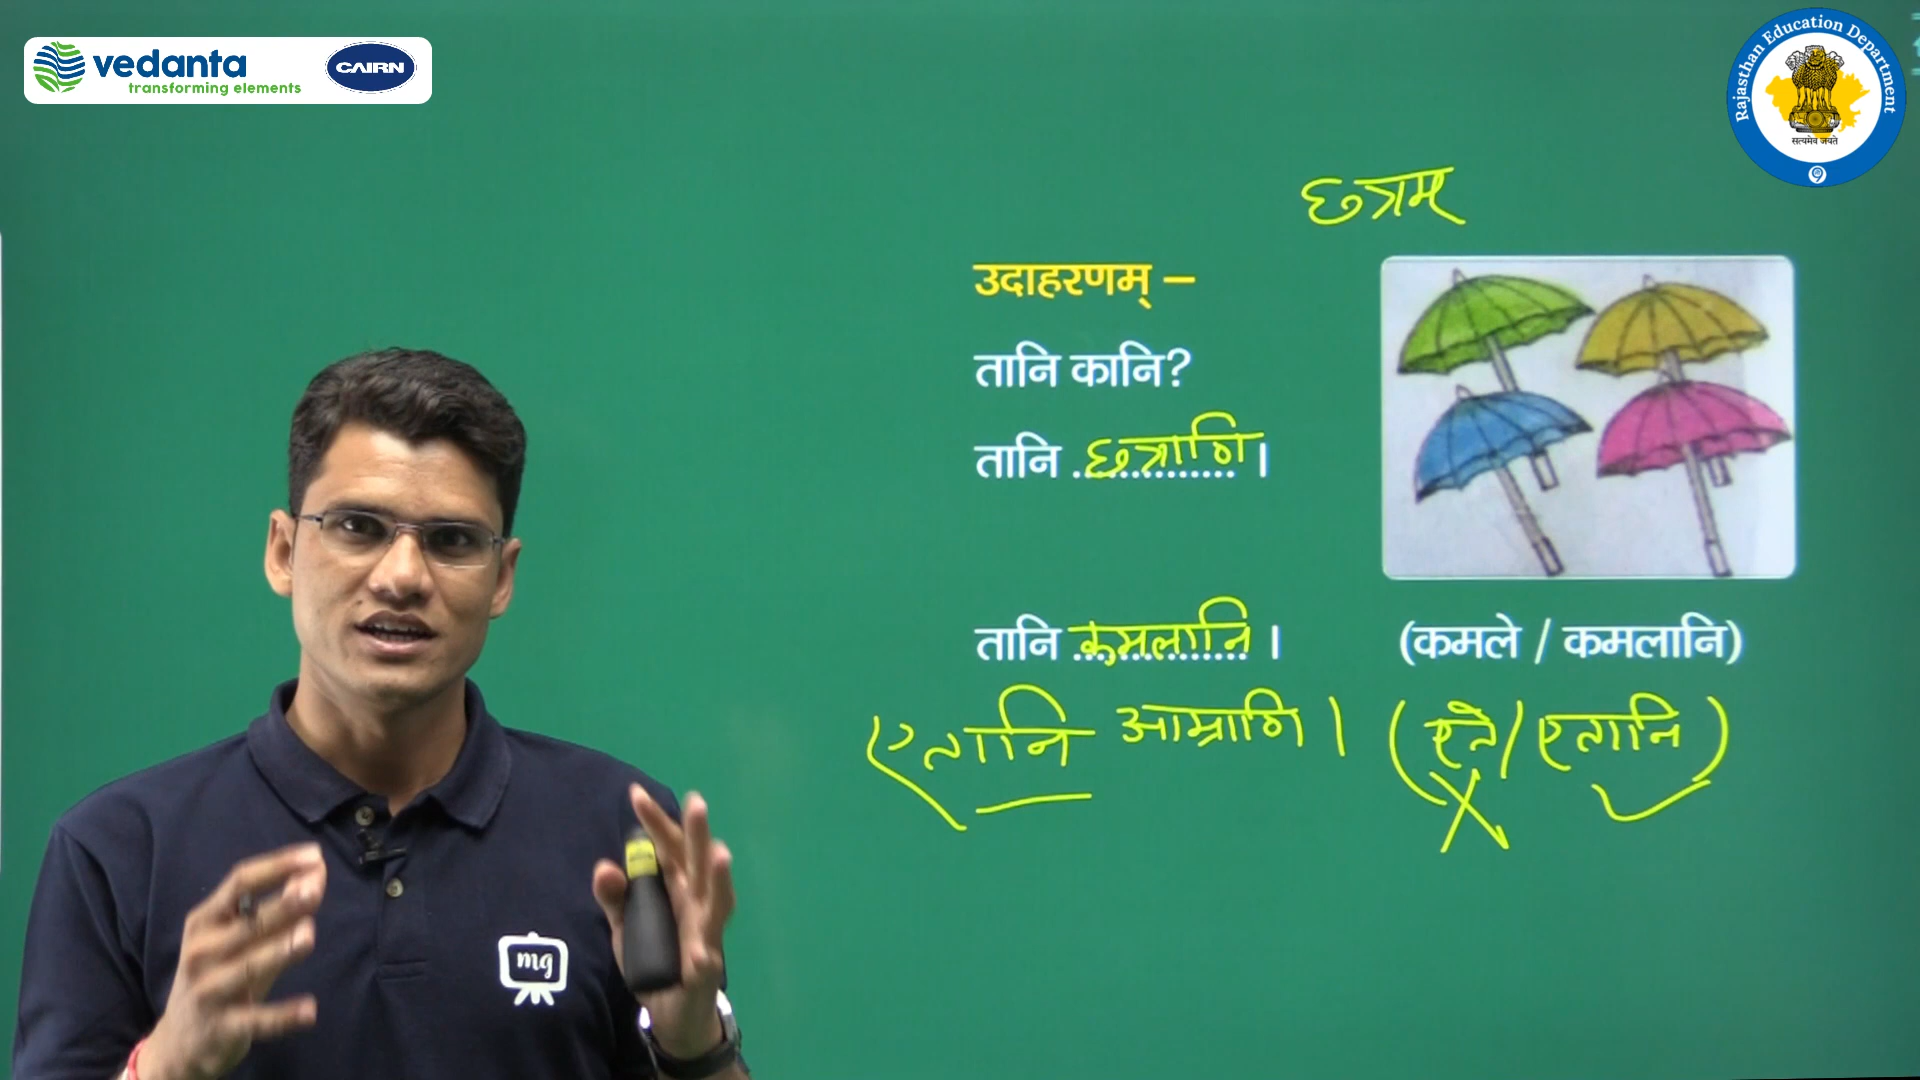 vedanta
transforming elements
CAIRN
Rajasthan Education Department
सत्यमेव जयते
छत्रम्
उदाहरणम् –
तानि कानि?
तानि छत्राणि ।
तानि कमलानि । (कमले / कमलानि)
एतानि आम्राणि । (एते / एतानि)
mg